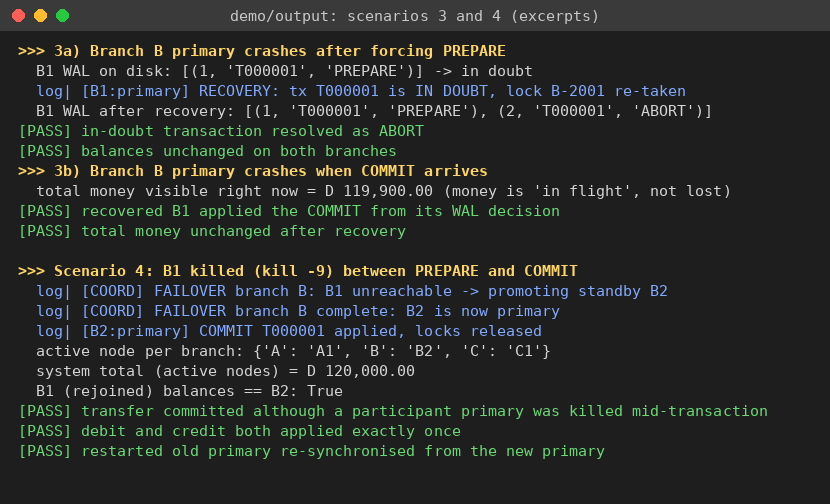 demo/output: scenarios 3 and 4 (excerpts)
>>> 3a) Branch B primary crashes after forcing PREPARE
B1 WAL on disk: [(1, 'T000001', 'PREPARE')] -> in doubt
log| [B1:primary] RECOVERY: tx T000001 is IN DOUBT, lock B-2001 re-taken
B1 WAL after recovery: [(1, 'T000001', 'PREPARE'), (2, 'T000001', 'ABORT')]
[PASS] in-doubt transaction resolved as ABORT
[PASS] balances unchanged on both branches
>>> 3b) Branch B primary crashes when COMMIT arrives
total money visible right now = D 119,900.00 (money is 'in flight', not lost)
[PASS] recovered B1 applied the COMMIT from its WAL decision
[PASS] total money unchanged after recovery
>>> Scenario 4: B1 killed (kill -9) between PREPARE and COMMIT
log| [COORD] FAILOVER branch B: B1 unreachable -> promoting standby B2
log| [COORD] FAILOVER branch B complete: B2 is now primary
log| [B2:primary] COMMIT T000001 applied, locks released
active node per branch: {'A': 'A1', 'B': 'B2', 'C': 'C1'}
system total (active nodes) = D 120,000.00
B1 (rejoined) balances == B2: True
[PASS] transfer committed although a participant primary was killed mid-transaction
[PASS] debit and credit both applied exactly once
[PASS] restarted old primary re-synchronised from the new primary